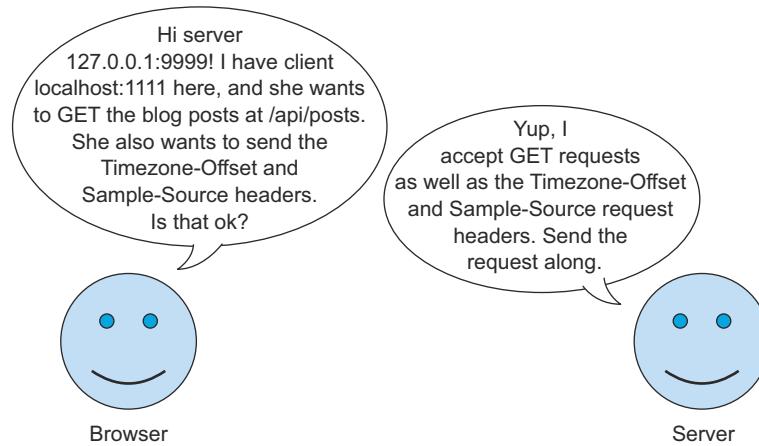 Hi server
127.0.0.1:9999! I have client
localhost:1111 here, and she wants
to GET the blog posts at /api/posts.
She also wants to send the
Timezone-Offset and
Sample-Source headers.
Is that ok?
Yup, I
accept GET requests
as well as the Timezone-Offset
and Sample-Source request
headers. Send the
request along.
Browser
Server